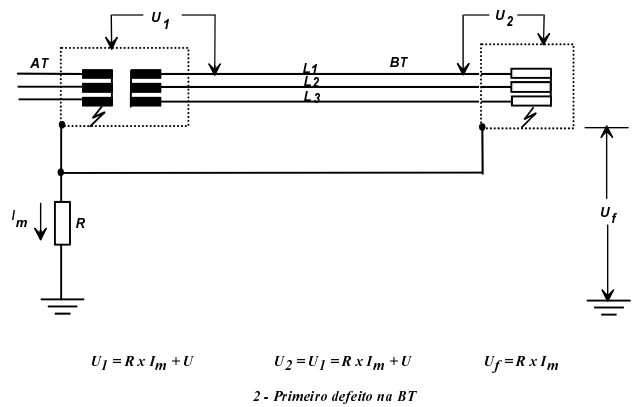 U1
U2
AT
L1
BT
L2
L3
Im
R
Uf
U1 = R x Im + U
U2 = U1 = R x Im + U
Uf = R x Im
2 - Primeiro defeito na BT